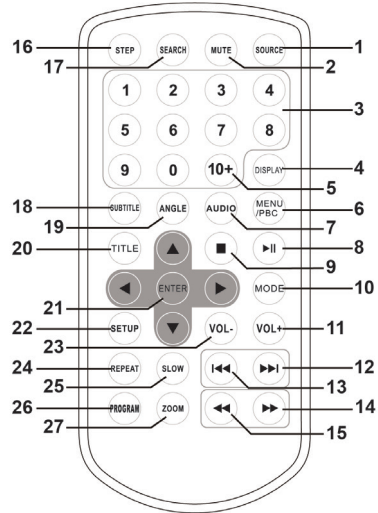 16 STEP SEARCH MUTE SOURCE 1
17 2
1 2 3 4 3
5 6 7 8
9 0 10+ DISPLAY 4
5
18 SUBTITLE ANGLE AUDIO MENU /PBC 6
19 7
20 TITLE 8
9
21 ENTER MODE 10
22 SETUP VOL- VOL+ 11
23
24 REPEAT SLOW 12
25 13
26 PROGRAM ZOOM 14
27 15